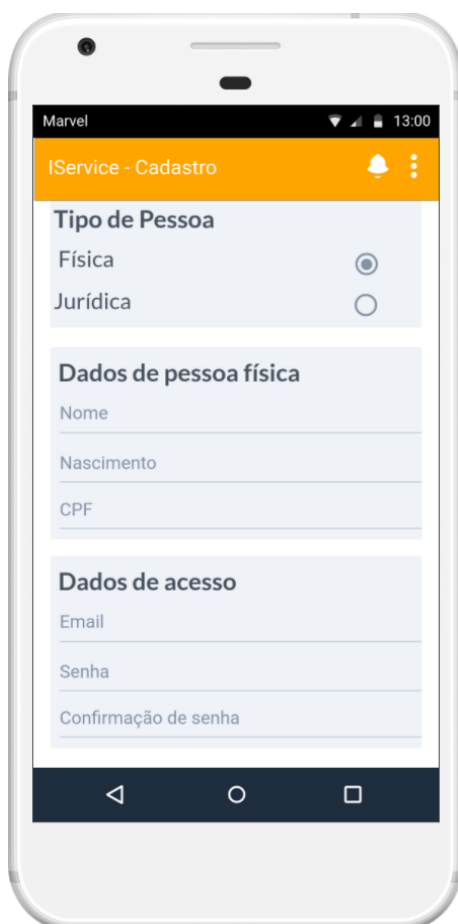 Marvel 13:00
IService - Cadastro
Tipo de Pessoa
Física
Jurídica
Dados de pessoa física
Nome
Nascimento
CPF
Dados de acesso
Email
Senha
Confirmação de senha